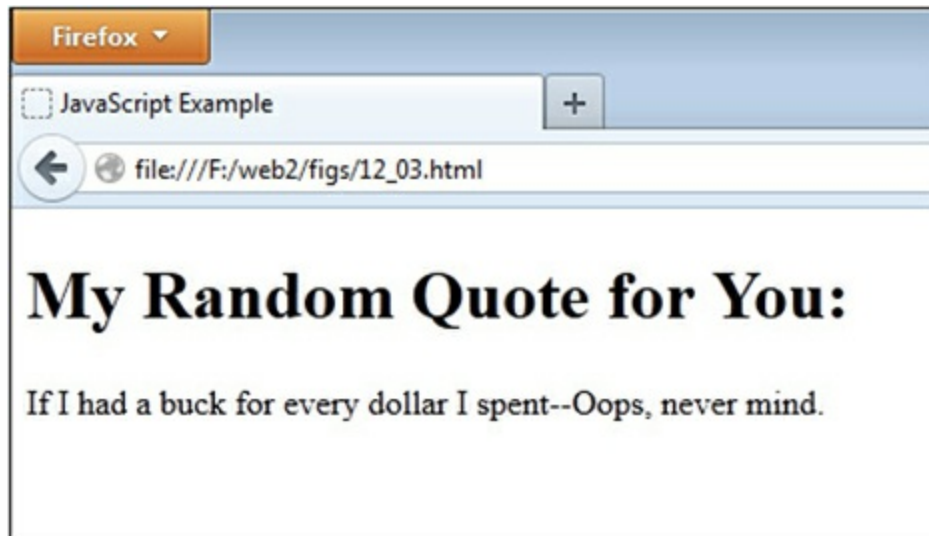 Firefox
JavaScript Example
+
file:///F:/web2/figs/12_03.html
My Random Quote for You:
If I had a buck for every dollar I spent--Oops, never mind.